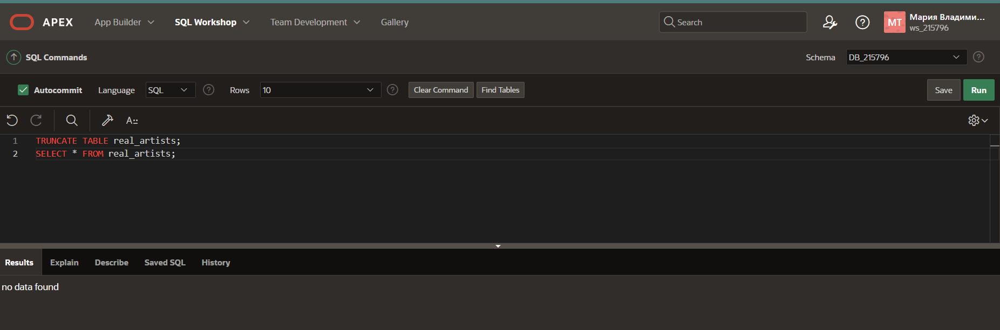 APEX App Builder SQL Workshop Team Development Gallery Search MT Мария Владими...
ws_215796
SQL Commands Schema DB_215796
Autocommit Language SQL Rows 10 Clear Command Find Tables Save Run
A::
1 TRUNCATE TABLE real_artists;
2 SELECT * FROM real_artists;
Results Explain Describe Saved SQL History
no data found